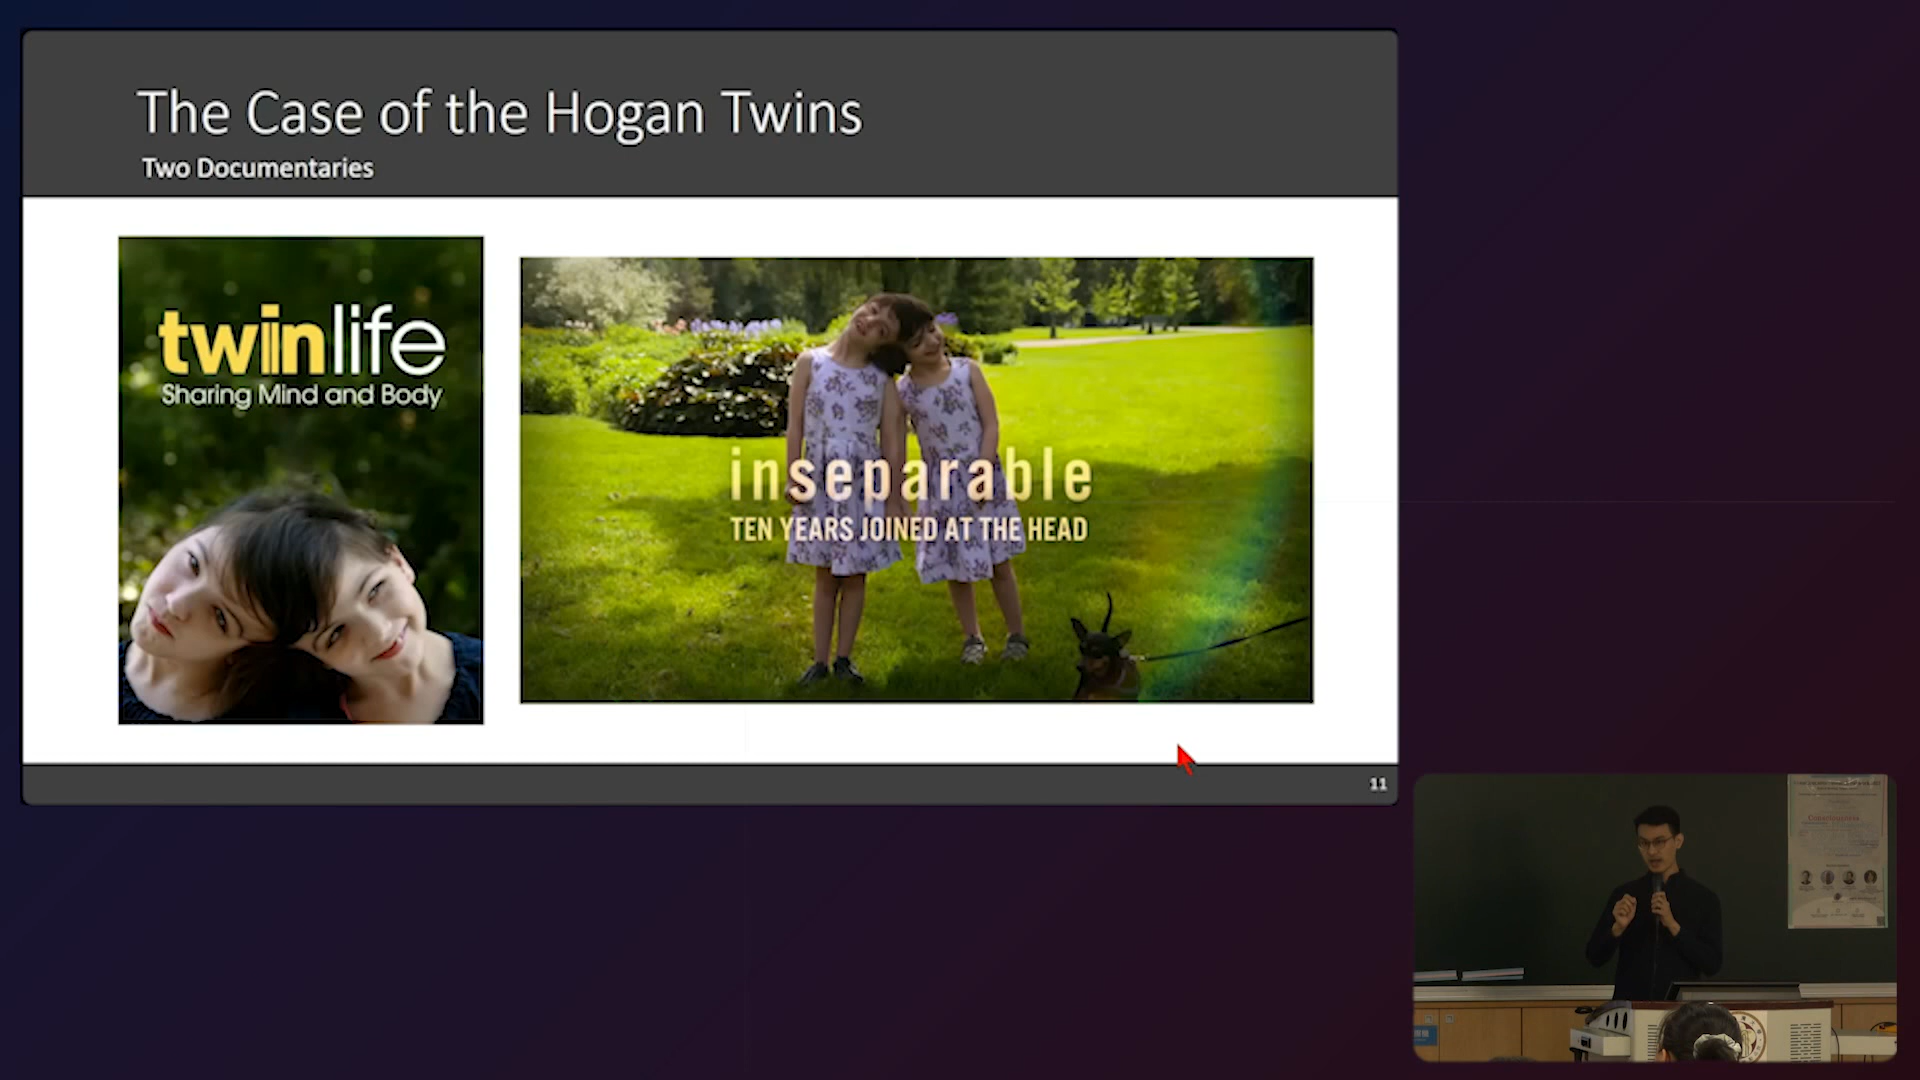 The Case of the Hogan Twins
Two Documentaries
twinlife
Sharing Mind and Body
inseparable
TEN YEARS JOINED AT THE HEAD
11
Consciousness